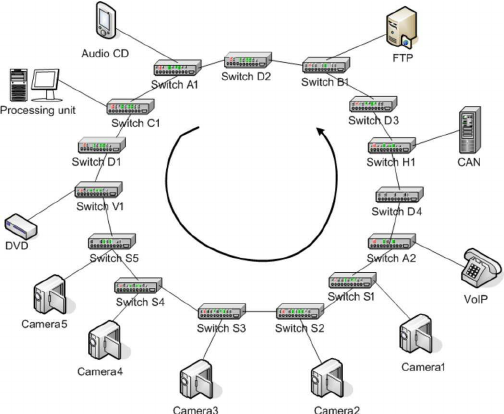 Audio CD
FTP
Switch A1
Switch D2
Switch B1
Processing unit
Switch C1
Switch D3
Switch D1
Switch H1
CAN
Switch V1
Switch D4
DVD
Switch S5
Switch A2
VoIP
Switch S4
Switch S1
Camera5
Switch S3
Switch S2
Camera4
Camera1
Camera3
Camera2